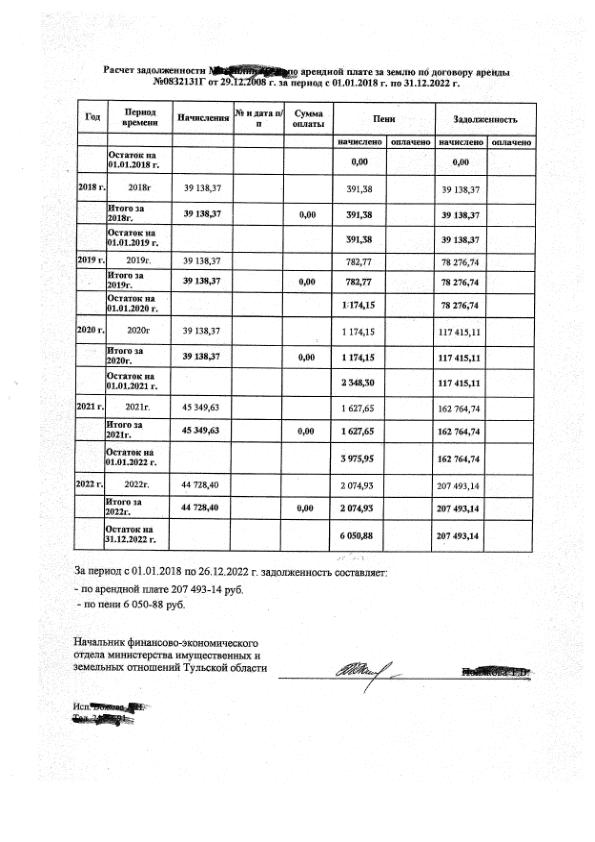 Расчет задолженности по арендной плате за землю по договору аренды
№0832131Г от 29.12.2008 г. за период с 01.01.2018 г. по 31.12.2022 г.
Год Период времени Начисления № и дата п/п Сумма оплаты Пени Задолженность
начислено оплачено начислено оплачено
Остаток на 01.01.2018 г. 0,00 0,00
2018 г. 2018г 39 138,37 391,38 39 138,37
Итого за 2018г. 39 138,37 0,00 391,38 39 138,37
Остаток на 01.01.2019 г. 391,38 39 138,37
2019 г. 2019г. 39 138,37 782,77 78 276,74
Итого за 2019г. 39 138,37 0,00 782,77 78 276,74
Остаток на 01.01.2020 г. 1 174,15 78 276,74
2020 г. 2020г 39 138,37 1 174,15 117 415,11
Итого за 2020г. 39 138,37 0,00 1 174,15 117 415,11
Остаток на 01.01.2021 г. 2 348,30 117 415,11
2021 г. 2021г. 45 349,63 1 627,65 162 764,74
Итого за 2021г. 45 349,63 0,00 1 627,65 162 764,74
Остаток на 01.01.2022 г. 3 975,95 162 764,74
2022 г. 2022г. 44 728,40 2 074,93 207 493,14
Итого за 2022г. 44 728,40 0,00 2 074,93 207 493,14
Остаток на 31.12.2022 г. 6 050,88 207 493,14
За период с 01.01.2018 по 26.12.2022 г. задолженность составляет:
- по арендной плате 207 493-14 руб.
- по пени 6 050-88 руб.
Начальник финансово-экономического
отдела министерства имущественных и
земельных отношений Тульской области
Исп.
Тел.